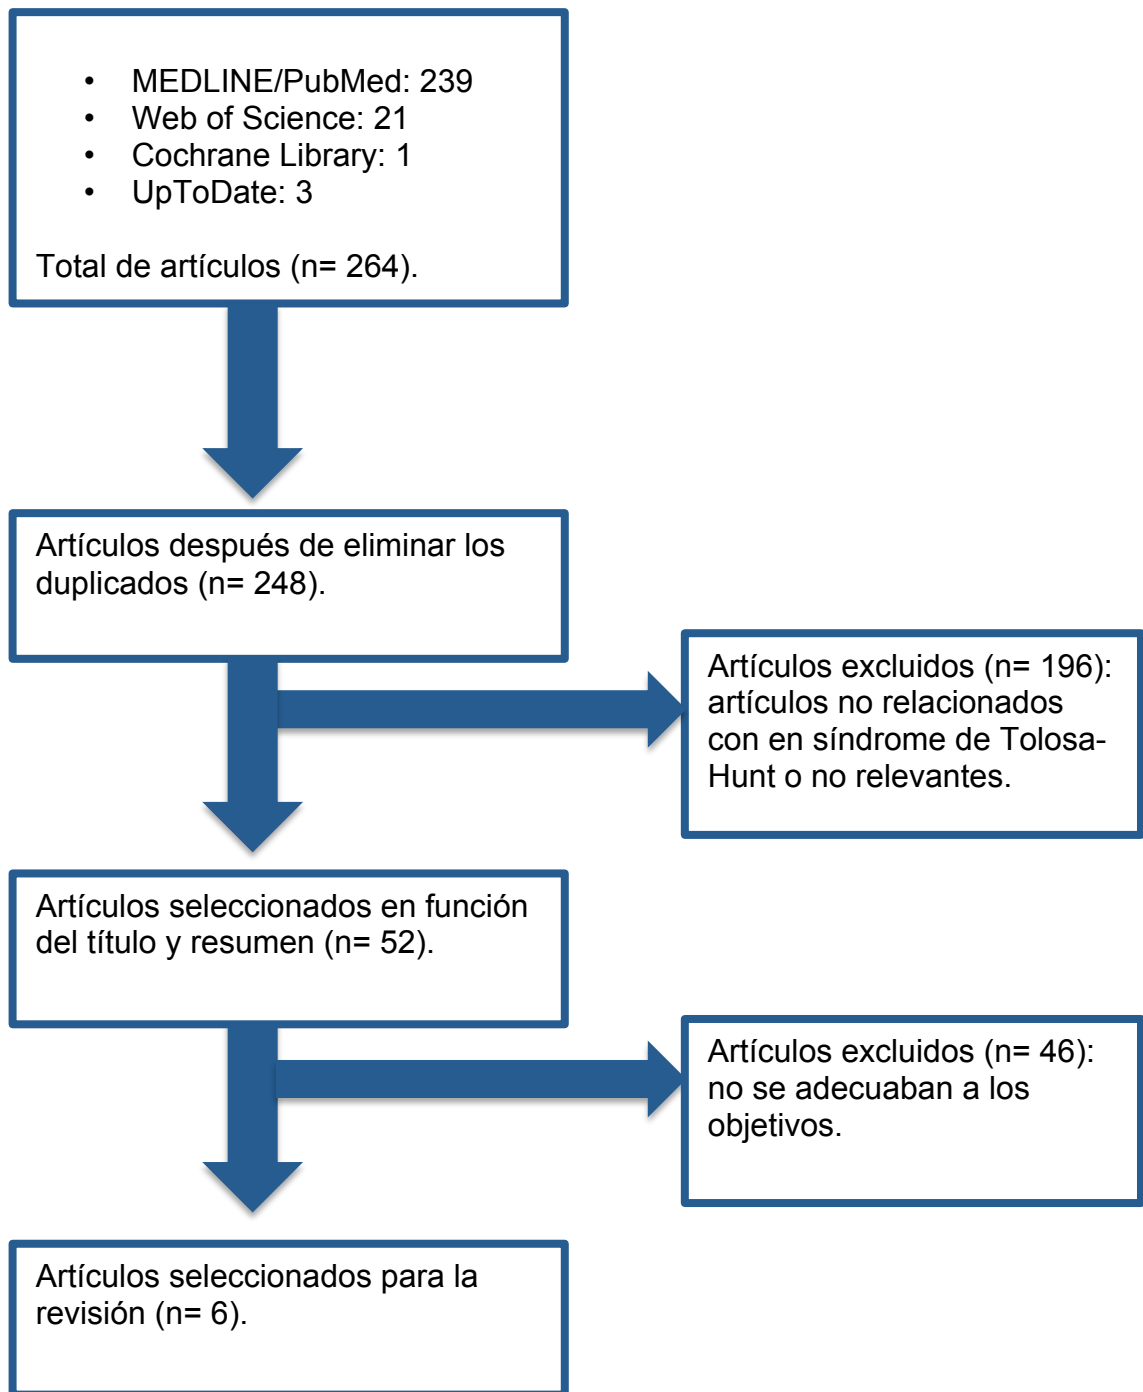 • MEDLINE/PubMed: 239
• Web of Science: 21
• Cochrane Library: 1
• UpToDate: 3
Total de artículos (n= 264).
Artículos después de eliminar los
duplicados (n= 248).
Artículos excluidos (n= 196):
artículos no relacionados
con en síndrome de Tolosa-
Hunt o no relevantes.
Artículos seleccionados en función
del título y resumen (n= 52).
Artículos excluidos (n= 46):
no se adecuaban a los
objetivos.
Artículos seleccionados para la
revisión (n= 6).